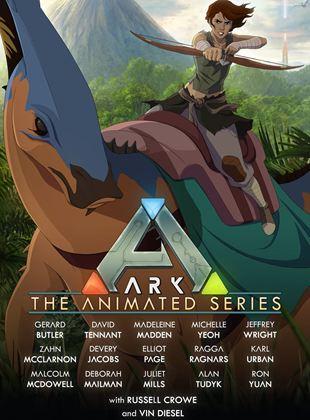 ARK
THE ANIMATED SERIES
GERARD BUTLER
DAVID TENNANT
MADELEINE MADDEN
MICHELLE YEOH
JEFFREY WRIGHT
ZAHN MCCLARNON
DEVERY JACOBS
ELLIOT PAGE
RAGGA RAGNARS
KARL URBAN
MALCOLM MCDOWELL
DEBORAH MAILMAN
JULIET MILLS
ALAN TUDYK
RON YUAN
with RUSSELL CROWE
and VIN DIESEL